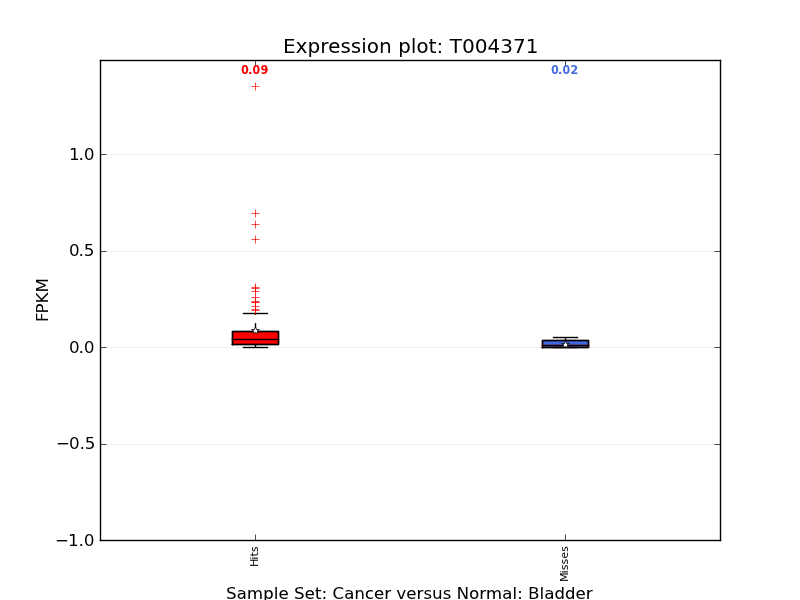 Expression plot: T004371
0.09
0.02
1.0
0.5
0.0
−0.5
−1.0
FPKM
Hits
Misses
Sample Set: Cancer versus Normal: Bladder